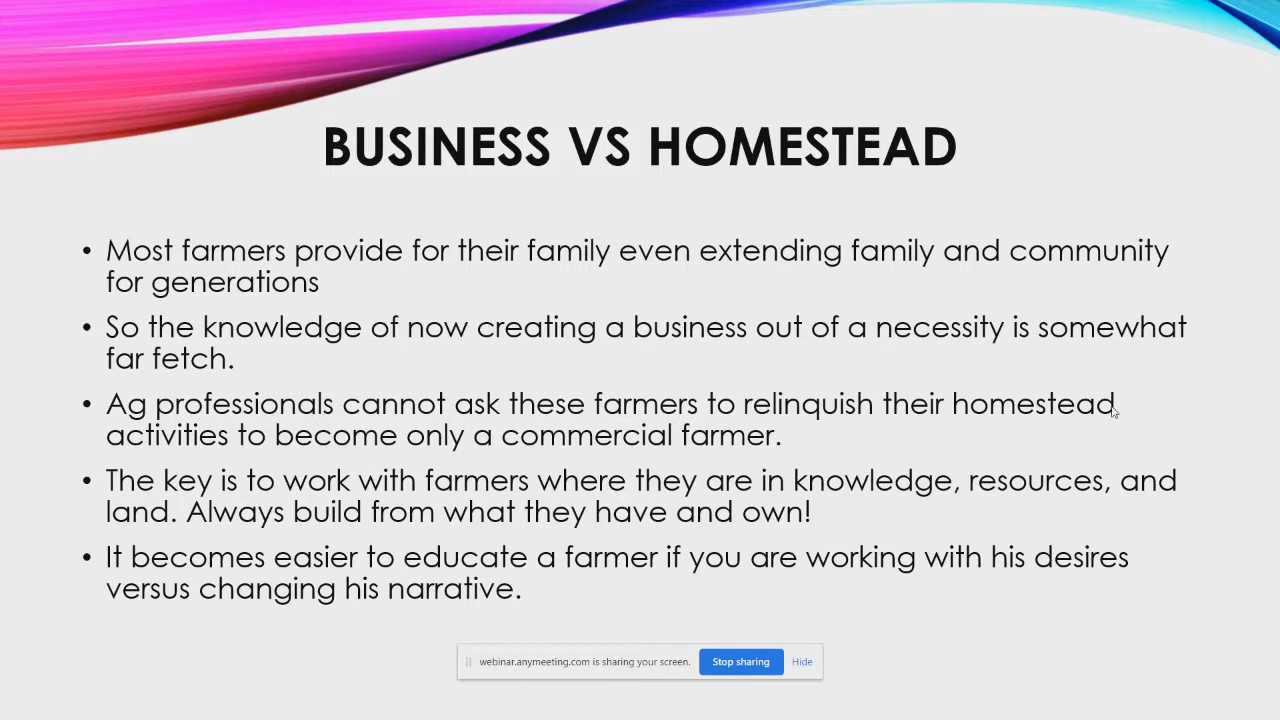 BUSINESS VS HOMESTEAD
• Most farmers provide for their family even extending family and community
for generations
• So the knowledge of now creating a business out of a necessity is somewhat
far fetch.
• Ag professionals cannot ask these farmers to relinquish their homestead
activities to become only a commercial farmer.
• The key is to work with farmers where they are in knowledge, resources, and
land. Always build from what they have and own!
• It becomes easier to educate a farmer if you are working with his desires
versus changing his narrative.
webinar.anymeeting.com is sharing your screen. Stop sharing Hide